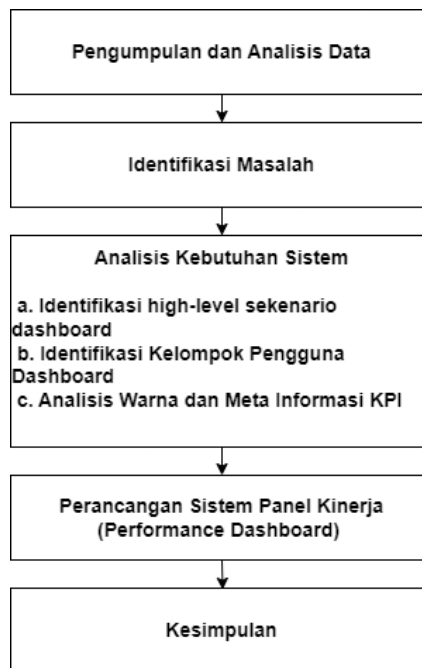 Pengumpulan dan Analisis Data
Identifikasi Masalah
Analisis Kebutuhan Sistem
a. Identifikasi high-level sekenario
dashboard
b. Identifikasi Kelompok Pengguna
Dashboard
c. Analisis Warna dan Meta Informasi KPI
Perancangan Sistem Panel Kinerja
(Performance Dashboard)
Kesimpulan